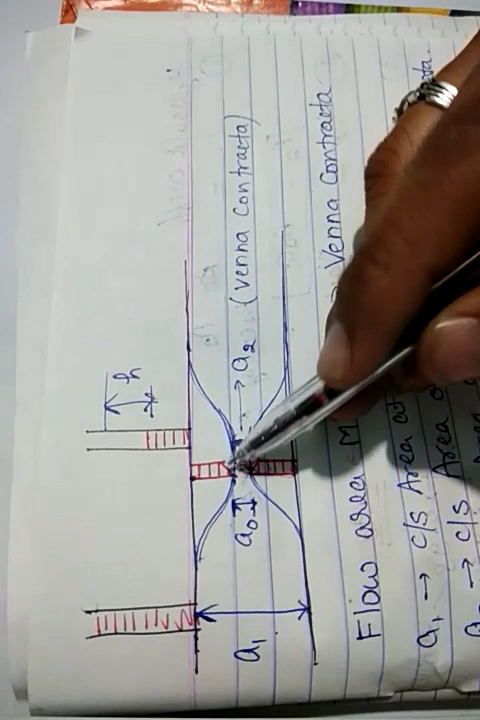 h
a₁
a₀
→ a₂ (venna contracta)
Flow area M
Venna Contracta
a₁ → c/s Area at
→ c/s Area